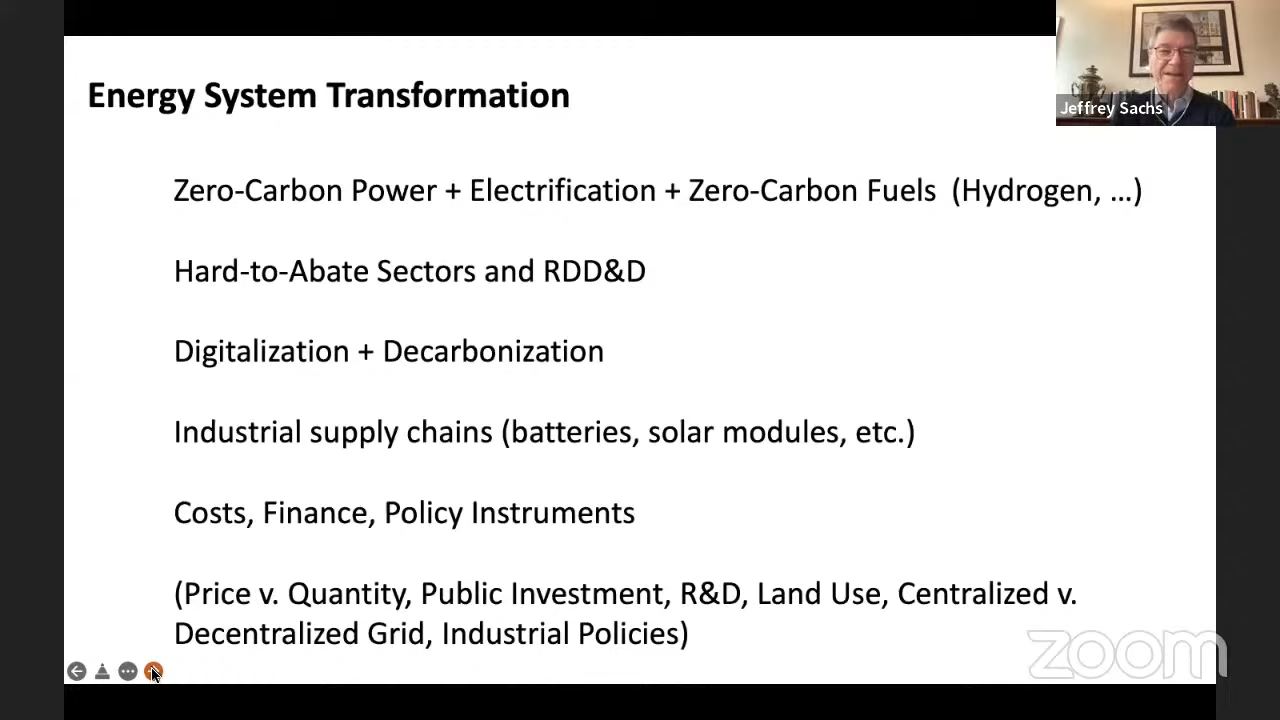 Energy System Transformation
Jeffrey Sachs
Zero-Carbon Power + Electrification + Zero-Carbon Fuels (Hydrogen, ...)
Hard-to-Abate Sectors and RDD&D
Digitalization + Decarbonization
Industrial supply chains (batteries, solar modules, etc.)
Costs, Finance, Policy Instruments
(Price v. Quantity, Public Investment, R&D, Land Use, Centralized v.
Decentralized Grid, Industrial Policies)
zoom